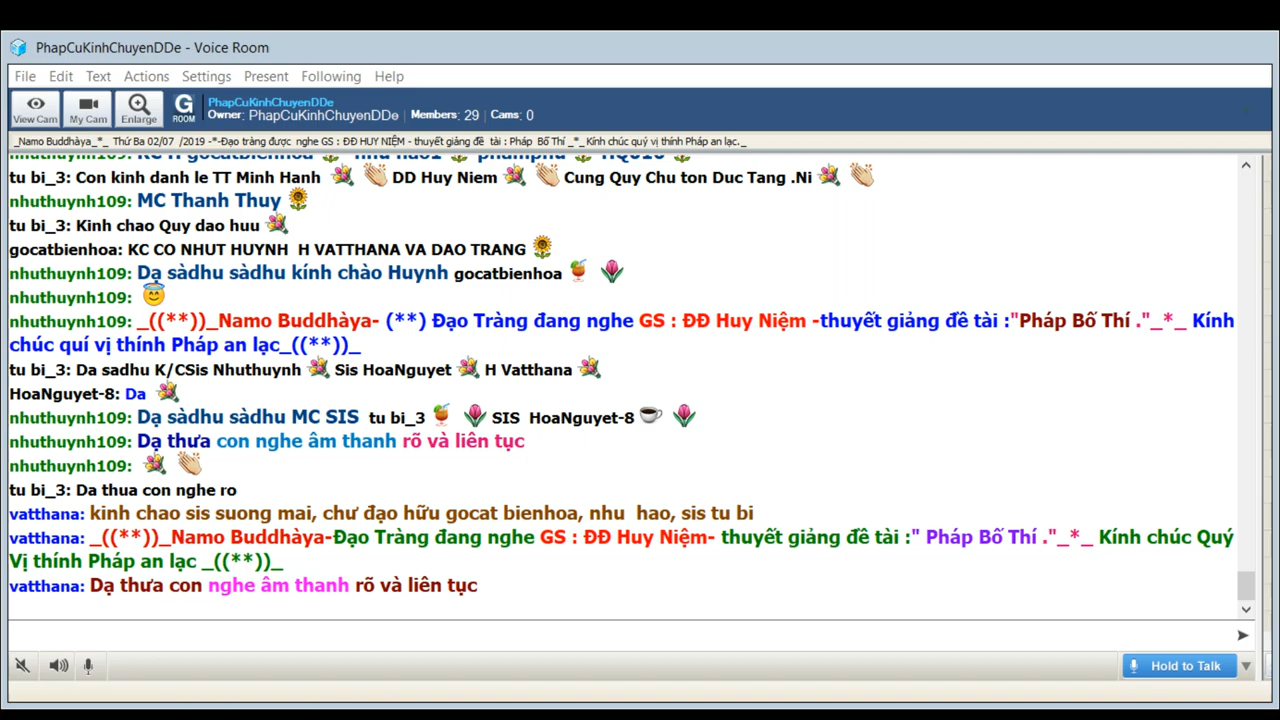 PhapCuKinhChuyenDDe - Voice Room
File Edit Text Actions Settings Present Following Help
View Cam My Cam Enlarge G ROOM
PhapCuKinhChuyenDDe
Owner: PhapCuKinhChuyenDDe Members: 29 Cams: 0
_Namo Buddhàya_*_ Thứ Ba 02/07 /2019 -*-Đạo tràng được nghe GS : ĐĐ HUY NIỆM - thuyết giảng đề tài : Pháp Bố Thí _*_ Kính chúc quý vị thính Pháp an lạc._
tu bi_3: Con kinh danh le TT Minh Hanh DD Huy Niem Cung Quy Chu ton Duc Tang .Ni
nhuthuynh109: MC Thanh Thuy
tu bi_3: Kinh chao Quy dao huu
gocatbienhoa: KC CO NHUT HUYNH H VATTHANA VA DAO TRANG
nhuthuynh109: Dạ sàdhu sàdhu kính chào Huynh gocatbienhoa
nhuthuynh109:
nhuthuynh109: _((**))_Namo Buddhàya- (**) Đạo Tràng đang nghe GS : ĐĐ Huy Niệm -thuyết giảng đề tài :"Pháp Bố Thí ."_*_ Kính
chúc quí vị thính Pháp an lạc_((**))_
tu bi_3: Da sadhu K/CSis Nhuthuynh Sis HoaNguyet H Vatthana
HoaNguyet-8: Da
nhuthuynh109: Dạ sàdhu sàdhu MC SIS tu bi_3 SIS HoaNguyet-8
nhuthuynh109: Dạ thưa con nghe âm thanh rõ và liên tục
nhuthuynh109:
tu bi_3: Da thua con nghe ro
vatthana: kinh chao sis suong mai, chư đạo hữu gocat bienhoa, nhu hao, sis tu bi
vatthana: _((**))_Namo Buddhàya-Đạo Tràng đang nghe GS : ĐĐ Huy Niệm- thuyết giảng đề tài :" Pháp Bố Thí ."_*_ Kính chúc Quý
Vị thính Pháp an lạc _((**))_
vatthana: Dạ thưa con nghe âm thanh rõ và liên tục
Hold to Talk